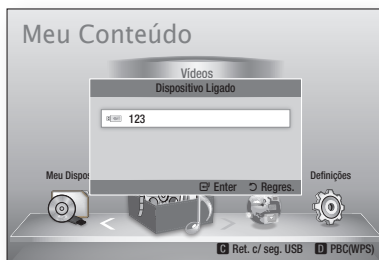 Meu Conteúdo
Vídeos
Dispositivo Ligado
123
Meu Dispos
Definições
Enter Regres.
C Ret. c/ seg. USB D PBC(WPS)